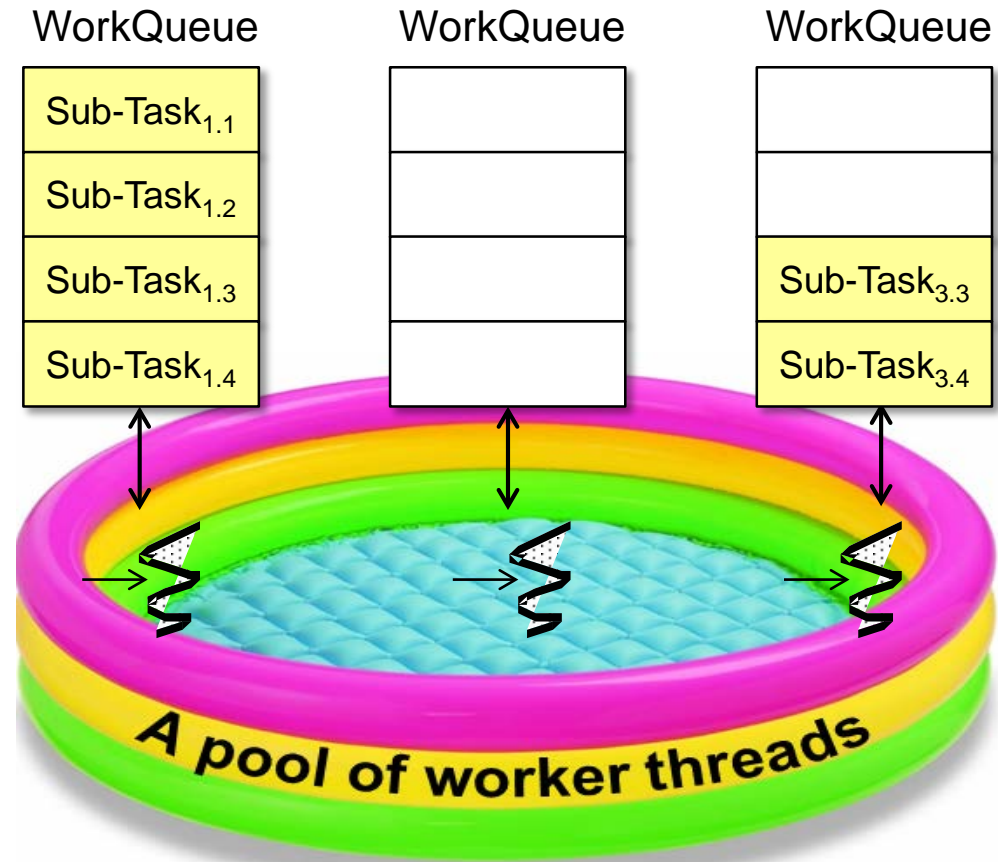 WorkQueue WorkQueue WorkQueue
Sub-Task1.1
Sub-Task1.2
Sub-Task1.3 Sub-Task3.3
Sub-Task1.4 Sub-Task3.4
A pool of worker threads